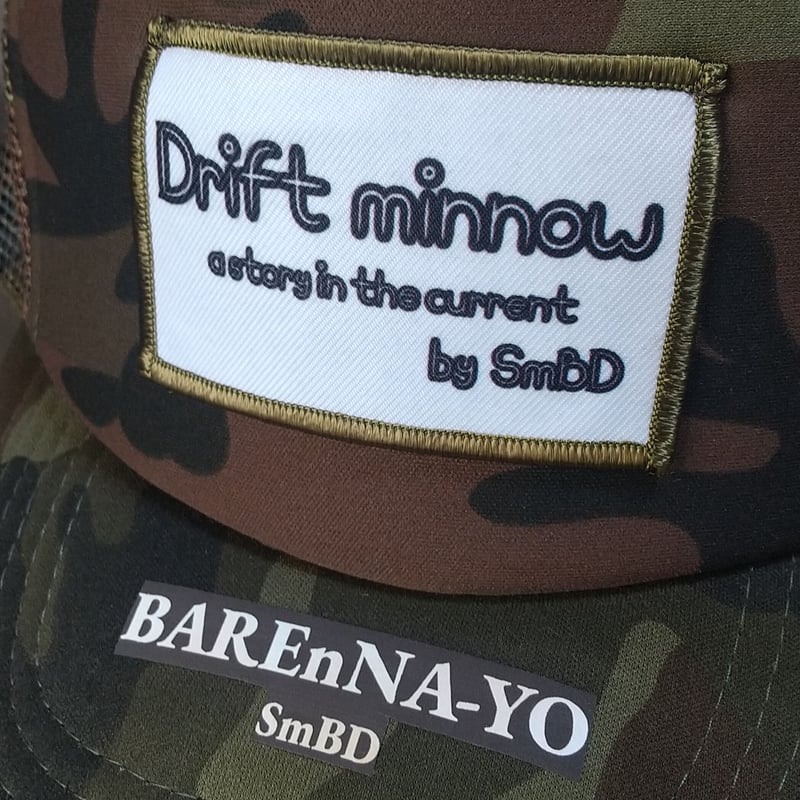 Drift minnow
a story in the current
by SmBD
BAREnNA-YO
SmBD